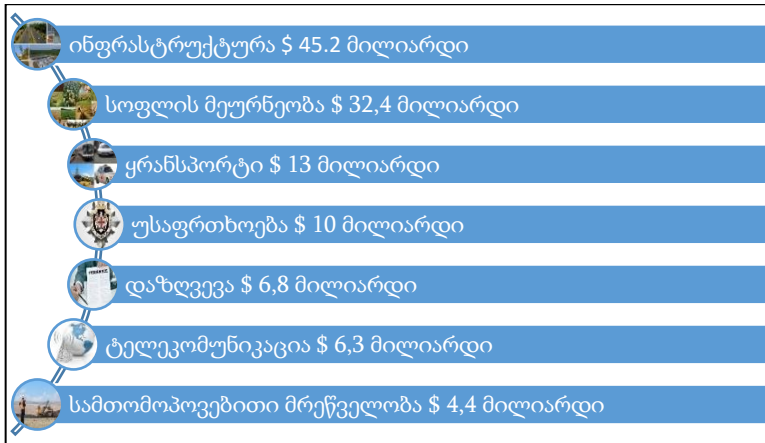 ინფრასტრუქტურა $ 45.2 მილიარდი
სოფლის მეურნეობა $ 32,4 მილიარდი
ყრანსპორტი $ 13 მილიარდი
უსაფრთხოება $ 10 მილიარდი
დაზღვევა $ 6,8 მილიარდი
ტელეკომუნიკაცია $ 6,3 მილიარდი
სამთომოპოვებითი მრეწველობა $ 4,4 მილიარდი